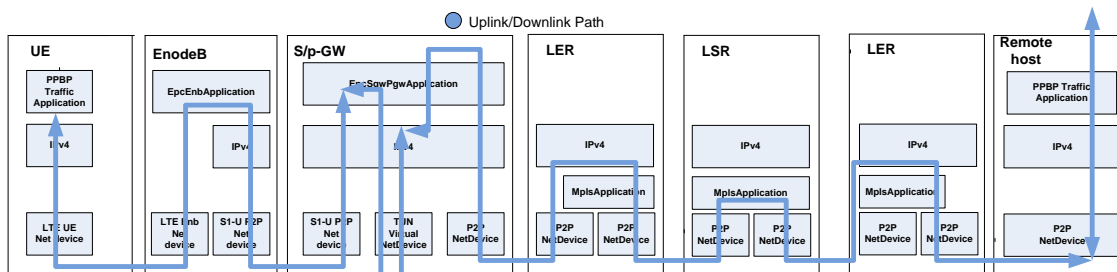 Uplink/Downlink Path
UE
EnodeB
S/p-GW
LER
LSR
LER
Remote
host
PPBP
Traffic
Application
EpcEnbApplication
EpcSgwPgwApplication
PPBP Traffic
Application
IPv4
IPv4
IPv4
IPv4
IPv4
IPv4
IPv4
MplsApplication
MplsApplication
MplsApplication
LTE UE
Net device
LTE Enb
Net
device
S1-U P2P
Net
device
S1-U P2P
Net
device
TUN
Virtual
NetDevice
P2P
NetDevice
P2P
NetDevice
P2P
NetDevice
P2P
NetDevice
P2P
NetDevice
P2P
NetDevice
P2P
NetDevice
P2P
NetDevice